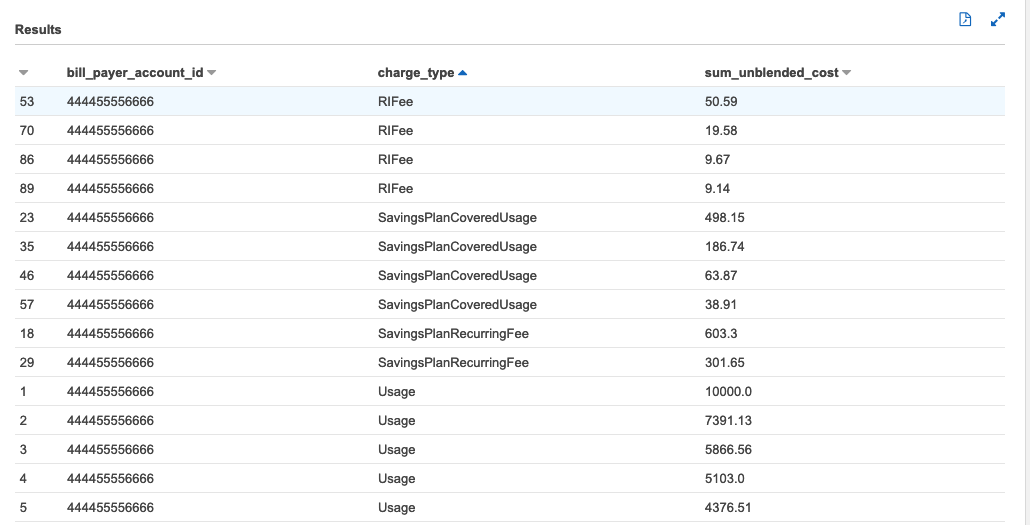 Results
bill_payer_account_id charge_type sum_unblended_cost
53 444455556666 RIFee 50.59
70 444455556666 RIFee 19.58
86 444455556666 RIFee 9.67
89 444455556666 RIFee 9.14
23 444455556666 SavingsPlanCoveredUsage 498.15
35 444455556666 SavingsPlanCoveredUsage 186.74
46 444455556666 SavingsPlanCoveredUsage 63.87
57 444455556666 SavingsPlanCoveredUsage 38.91
18 444455556666 SavingsPlanRecurringFee 603.3
29 444455556666 SavingsPlanRecurringFee 301.65
1 444455556666 Usage 10000.0
2 444455556666 Usage 7391.13
3 444455556666 Usage 5866.56
4 444455556666 Usage 5103.0
5 444455556666 Usage 4376.51